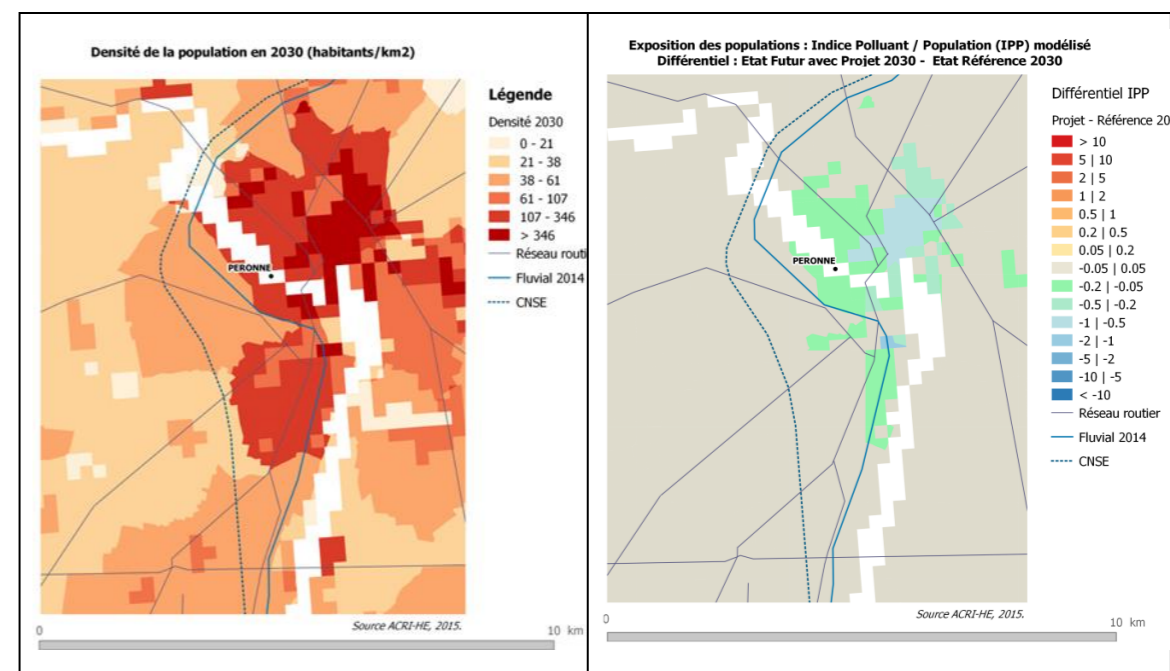 Densité de la population en 2030 (habitants/km2)
Légende
Densité 2030
0 - 21
21 - 38
38 - 61
61 - 107
107 - 346
> 346
Réseau routi
Fluvial 2014
CNSE
PERONNE
Source ACRI-HE, 2015.
0
10 km
Exposition des populations : Indice Polluant / Population (IPP) modélisé
Différentiel : Etat Futur avec Projet 2030 - Etat Référence 2030
Différentiel IPP
Projet - Référence 20
> 10
5 | 10
2 | 5
1 | 2
0.5 | 1
0.2 | 0.5
0.05 | 0.2
-0.05 | 0.05
-0.2 | -0.05
-0.5 | -0.2
-1 | -0.5
-2 | -1
-5 | -2
-10 | -5
< -10
Réseau routier
Fluvial 2014
CNSE
PERONNE
Source ACRI-HE, 2015.
0
10 km